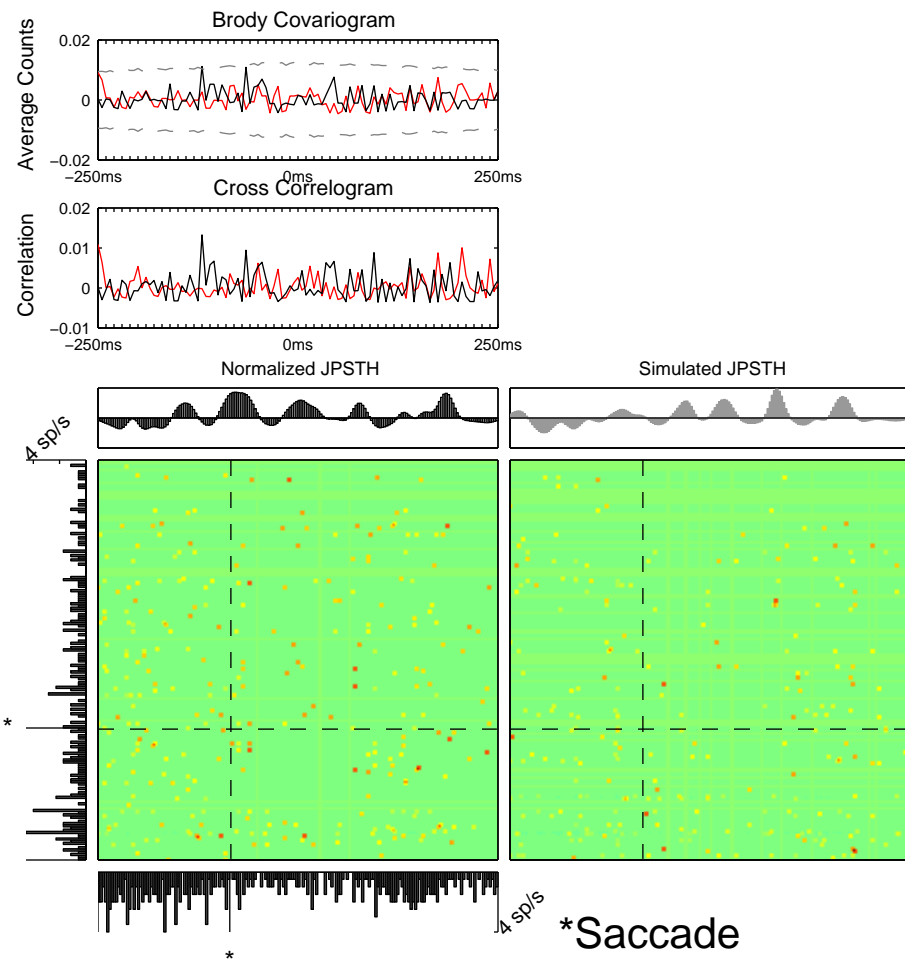 Brody Covariogram
Average Counts
0.02
0
−0.02
−250ms
0ms
250ms
Cross Correlogram
Correlation
0.02
0.01
0
−0.01
−250ms
0ms
250ms
Normalized JPSTH
Simulated JPSTH
4 sp/s
*
4 sp/s
*
*Saccade